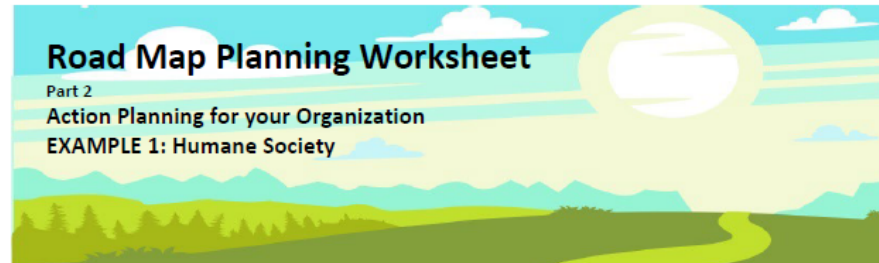 Road Map Planning Worksheet
Part 2
Action Planning for your Organization
EXAMPLE 1: Humane Society